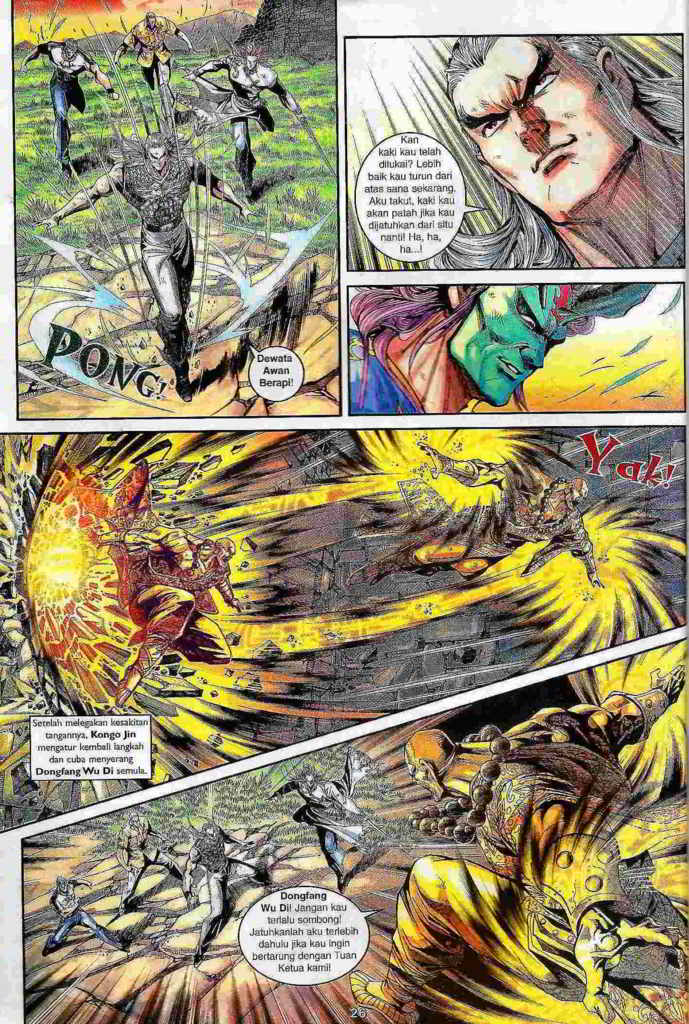 PONG!
Dewata
Awan
Berapi!
Kan
kaki kau telah
dilukai? Lebih
baik kau turun dari
atas sana sekarang.
Aku takut, kaki kau
akan patah jika kau
dijatuhkan dari situ
nanti! Ha, ha,
ha...!
Yak!
Setelah melegakan kesakitan
tangannya, Kongo Jin
mengatur kembali langkah
dan cuba menyerang
Dongfang Wu Di semula.
Dongfang
Wu Di! Jangan kau
terlalu sombong!
Jatuhkanlah aku terlebih
dahulu jika kau ingin
bertarung dengan Tuan
Ketua kami!
26